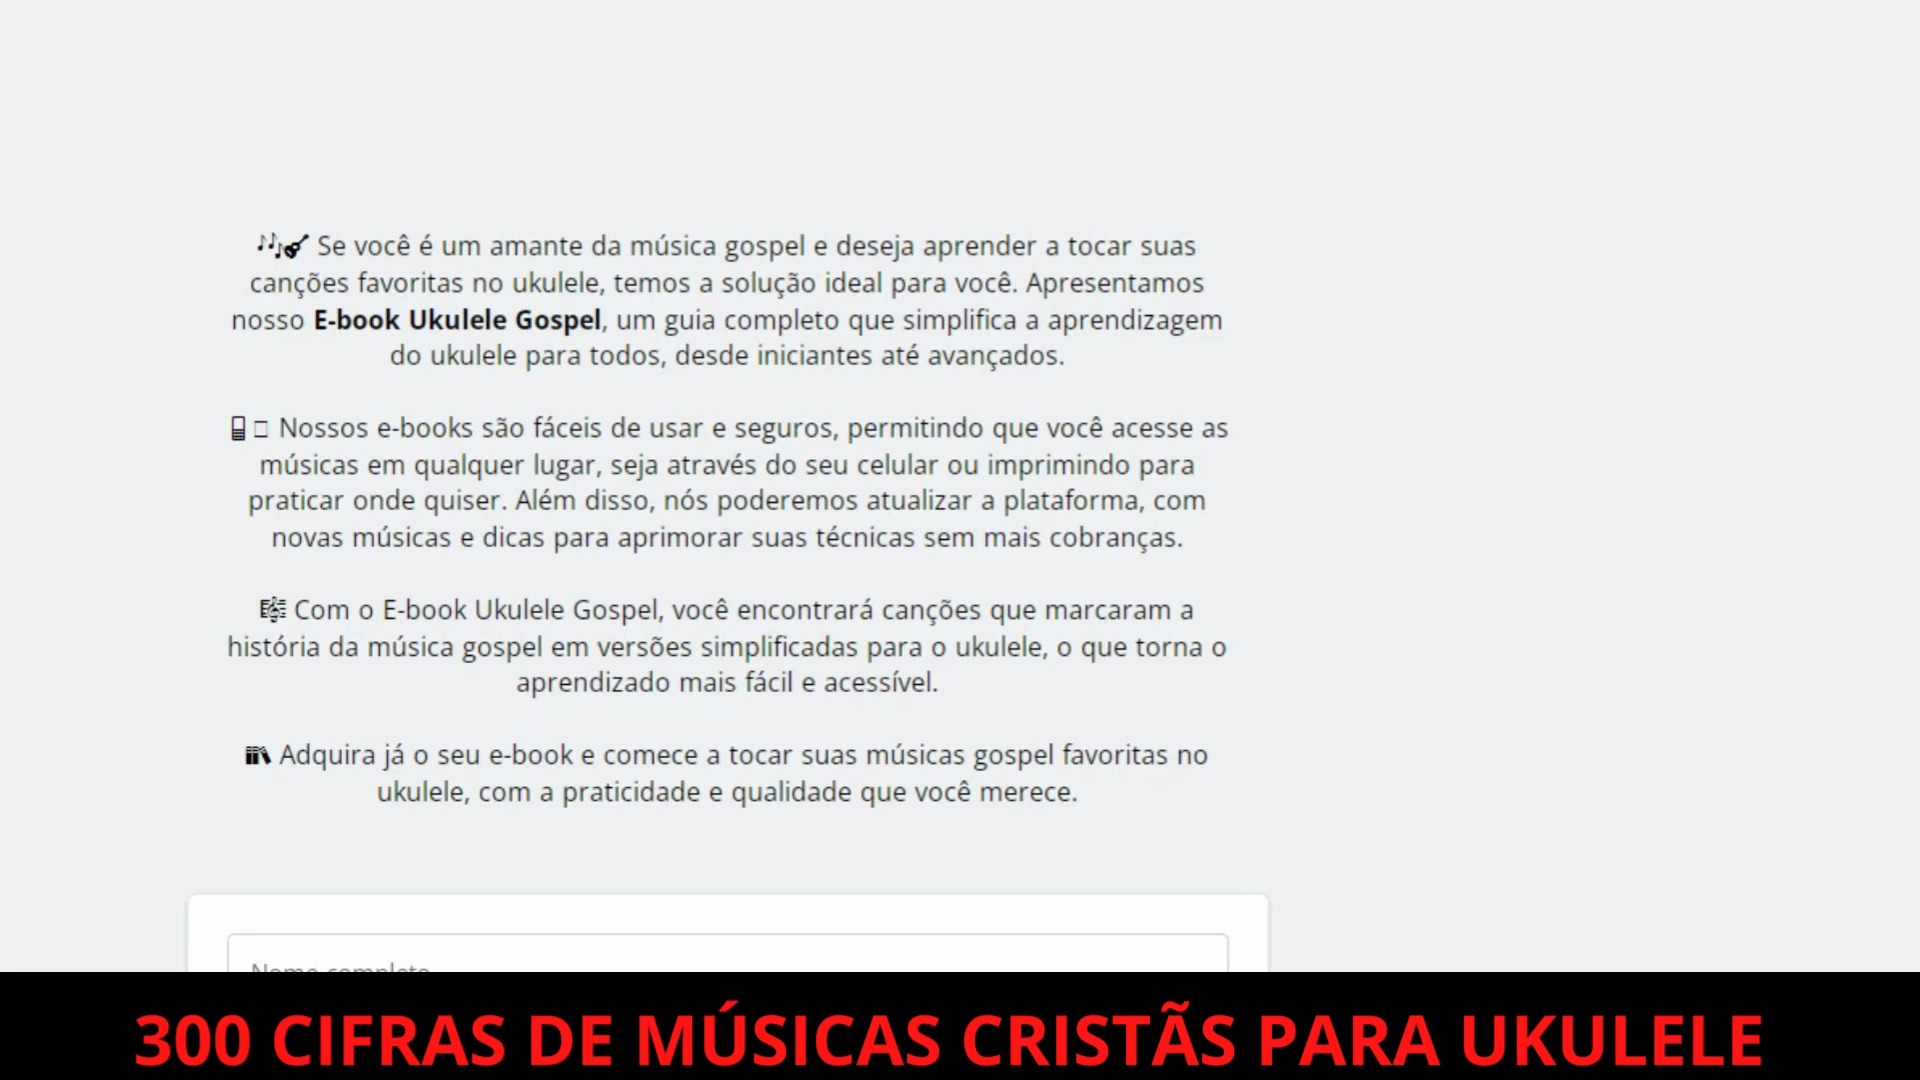 🎶🎸 Se você é um amante da música gospel e deseja aprender a tocar suas
canções favoritas no ukulele, temos a solução ideal para você. Apresentamos
nosso E-book Ukulele Gospel, um guia completo que simplifica a aprendizagem
do ukulele para todos, desde iniciantes até avançados.
📱 Nossos e-books são fáceis de usar e seguros, permitindo que você acesse as
músicas em qualquer lugar, seja através do seu celular ou imprimindo para
praticar onde quiser. Além disso, nós poderemos atualizar a plataforma, com
novas músicas e dicas para aprimorar suas técnicas sem mais cobranças.
🎼 Com o E-book Ukulele Gospel, você encontrará canções que marcaram a
história da música gospel em versões simplificadas para o ukulele, o que torna o
aprendizado mais fácil e acessível.
📚 Adquira já o seu e-book e comece a tocar suas músicas gospel favoritas no
ukulele, com a praticidade e qualidade que você merece.
Nome completo
300 CIFRAS DE MÚSICAS CRISTÃS PARA UKULELE